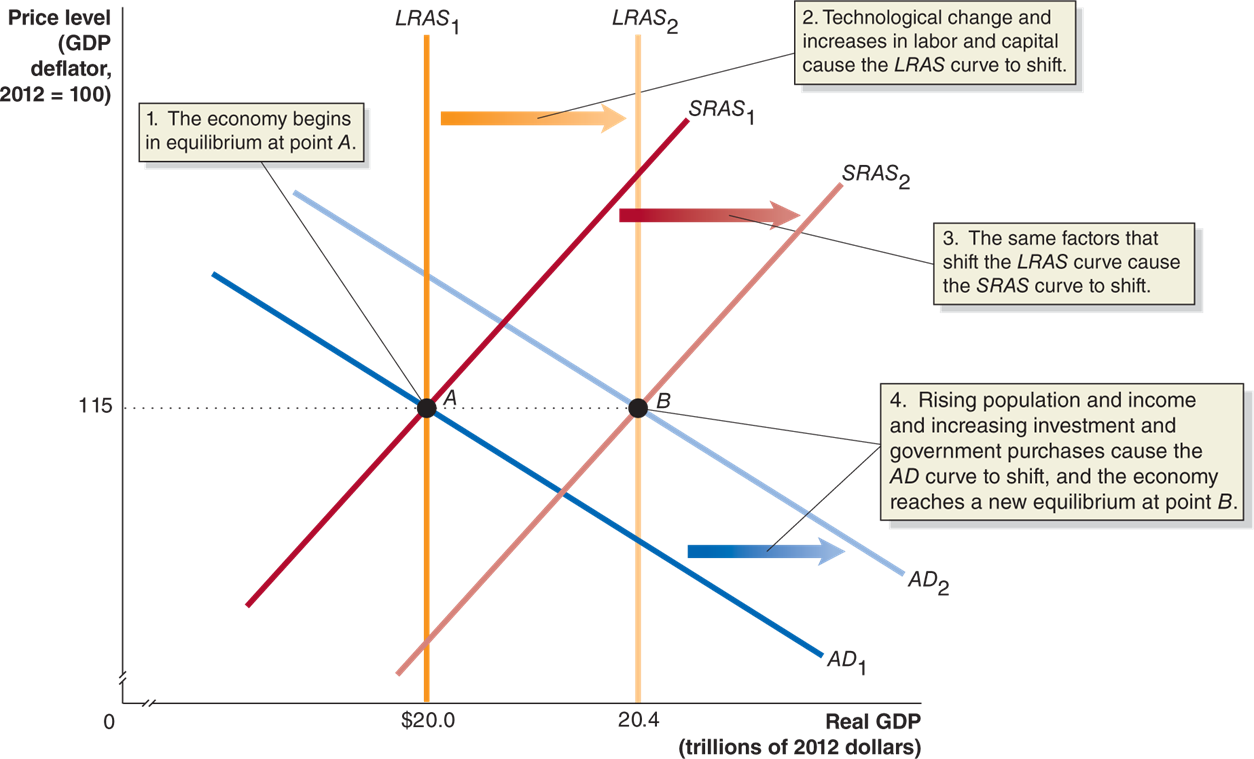 Price level
(GDP
deflator,
2012 = 100)
LRAS1
LRAS2
2. Technological change and
increases in labor and capital
cause the LRAS curve to shift.
1. The economy begins
in equilibrium at point A.
SRAS1
SRAS2
3. The same factors that
shift the LRAS curve cause
the SRAS curve to shift.
115
A
B
4. Rising population and income
and increasing investment and
government purchases cause the
AD curve to shift, and the economy
reaches a new equilibrium at point B.
AD2
AD1
0
$20.0
20.4
Real GDP
(trillions of 2012 dollars)